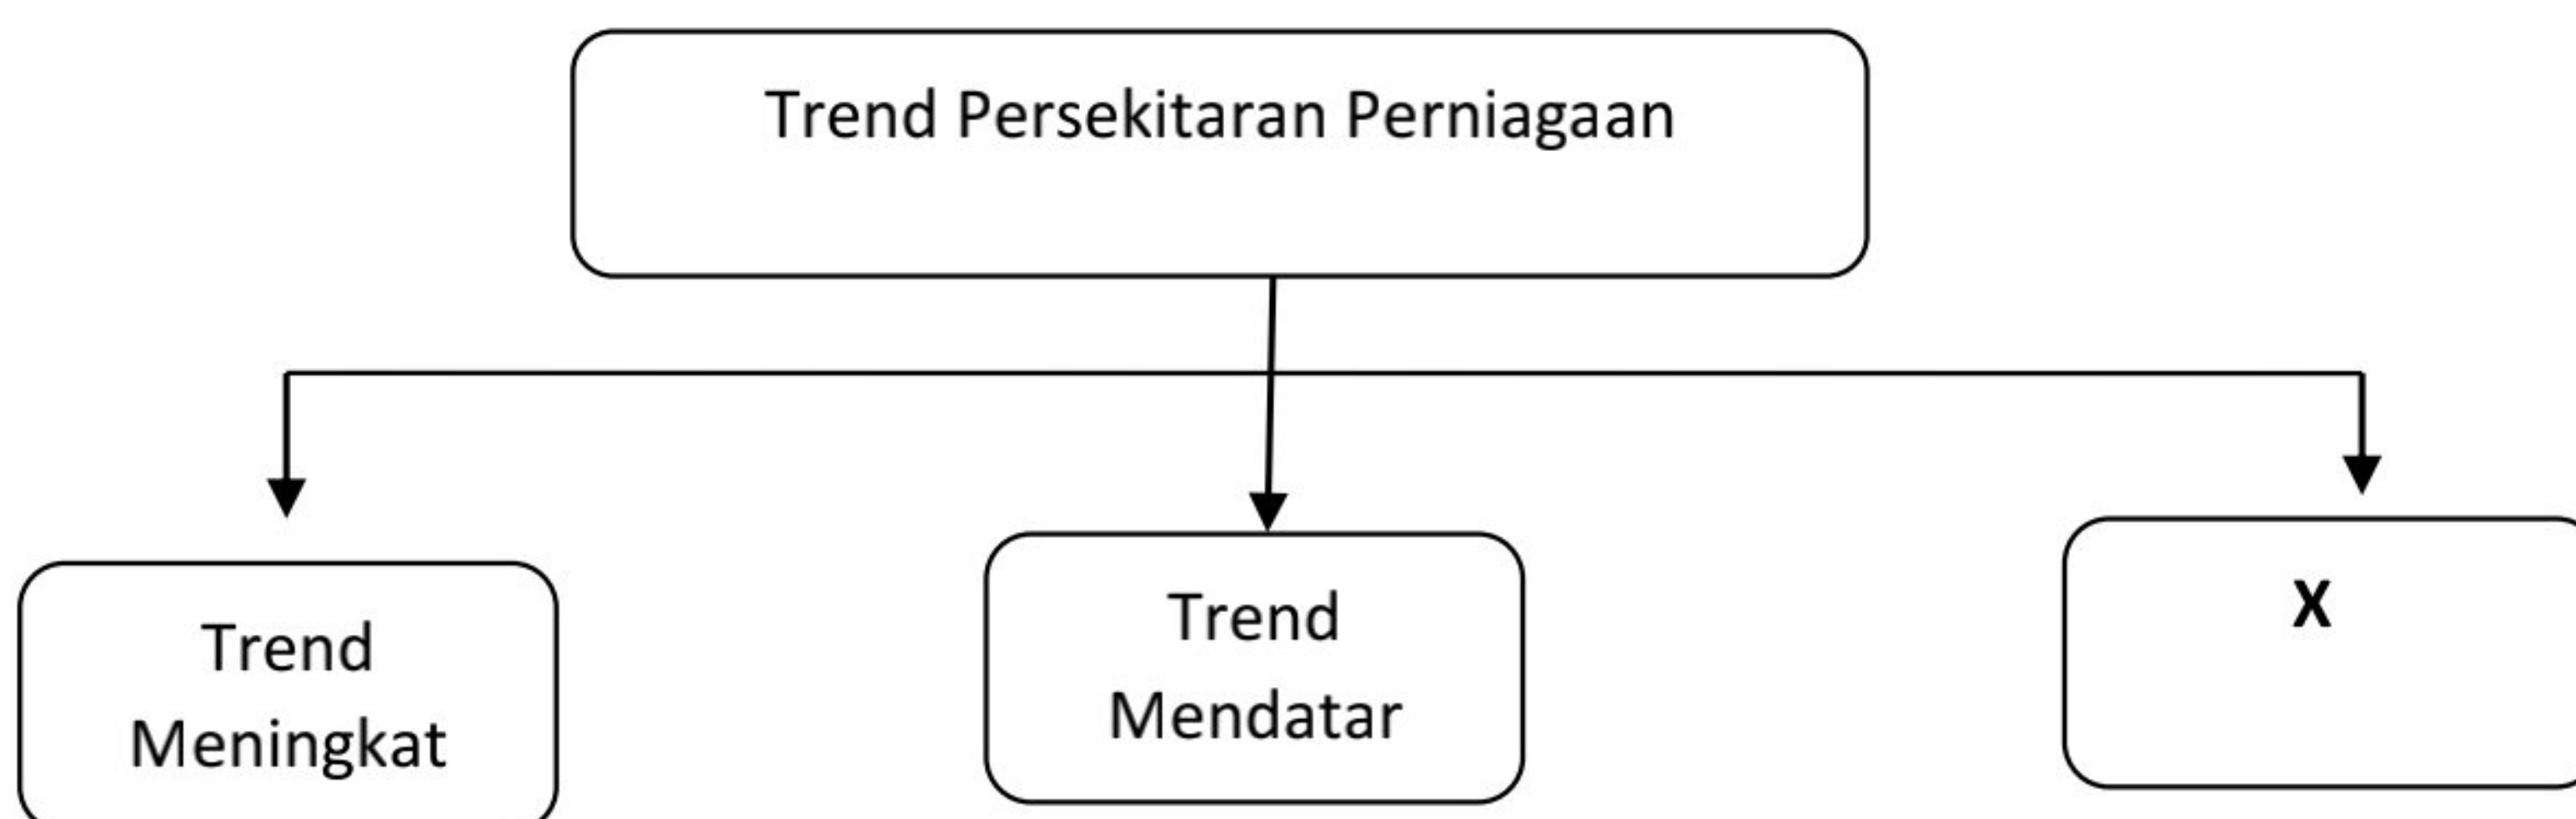 Trend Persekitaran Perniagaan
Trend
Meningkat
Trend
Mendatar
X